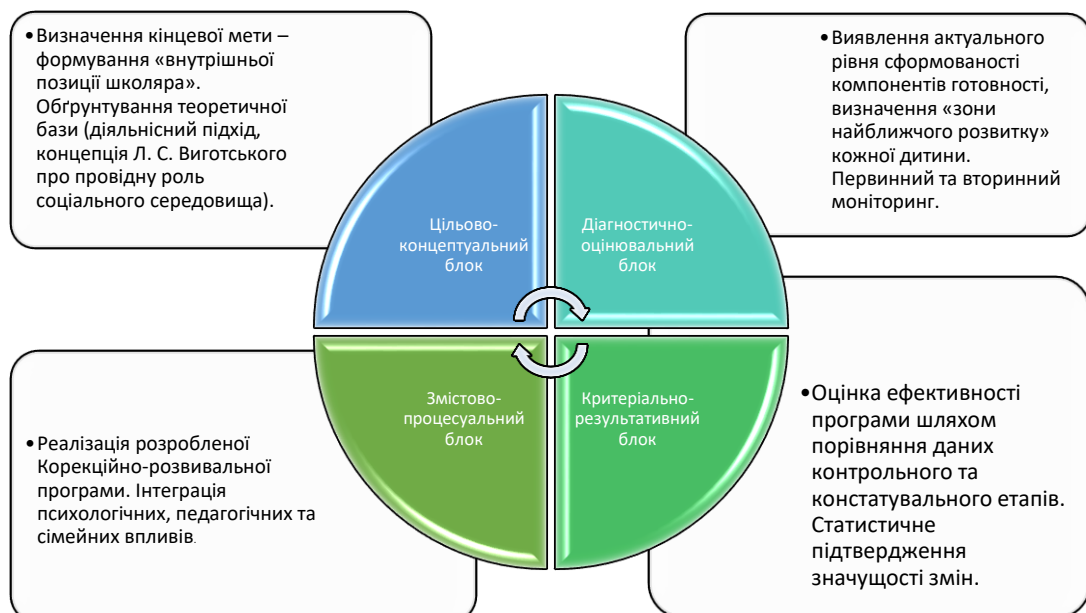 •Визначення кінцевої мети –
формування «внутрішньої
позиції школяра».
Обґрунтування теоретичної
бази (діяльнісний підхід,
концепція Л. С. Виготського
про провідну роль
соціального середовища).
•Виявлення актуального
рівня сформованості
компонентів готовності,
визначення «зони
найближчого розвитку»
кожної дитини.
Первинний та вторинний
моніторинг.
Цільово-
концептуальний
блок
Діагностично-
оцінювальний
блок
Змістово-
процесуальний
блок
Критеріально-
результативний
блок
•Реалізація розробленої
Корекційно-розвивальної
програми. Інтеграція
психологічних, педагогічних та
сімейних впливів.
•Оцінка ефективності
програми шляхом
порівняння даних
контрольного та
констатувального етапів.
Статистичне
підтвердження
значущості змін.